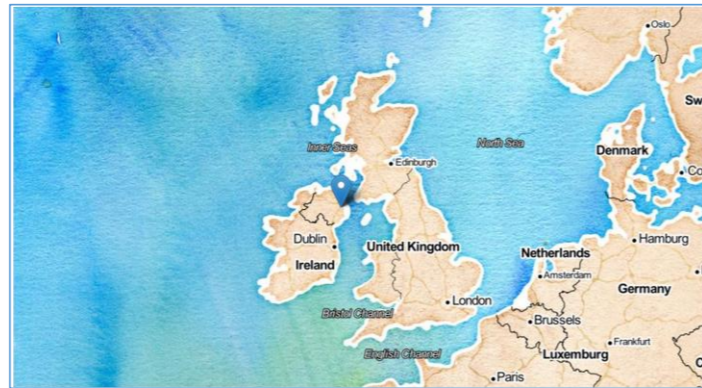 Oslo
Sw
Inner Seas
North Sea
Denmark
Edinburgh
Co
Dublin
United Kingdom
Netherlands
Hamburg
Ireland
Amsterdam
Germany
London
Bristol Channel
Brussels
English Channel
Luxemburg
Frankfurt
Paris
C